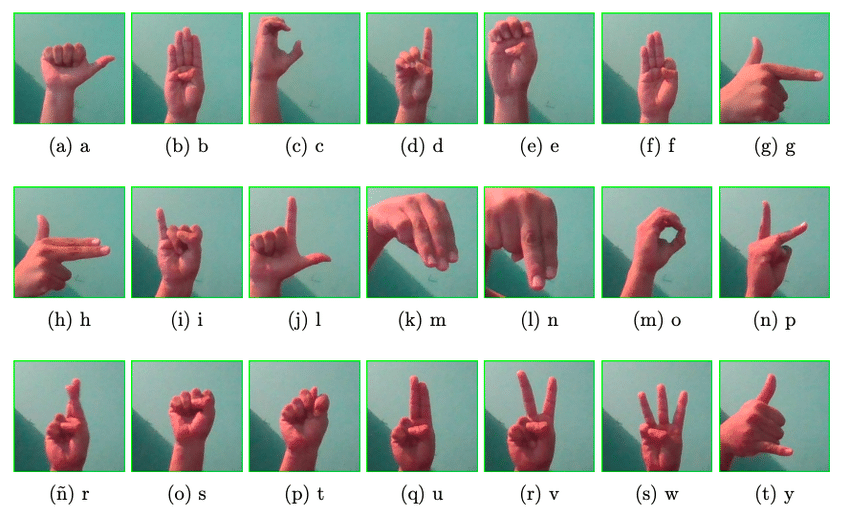 (a) a (b) b (c) c (d) d (e) e (f) f (g) g
(h) h (i) i (j) l (k) m (l) n (m) o (n) p
(ñ) r (o) s (p) t (q) u (r) v (s) w (t) y